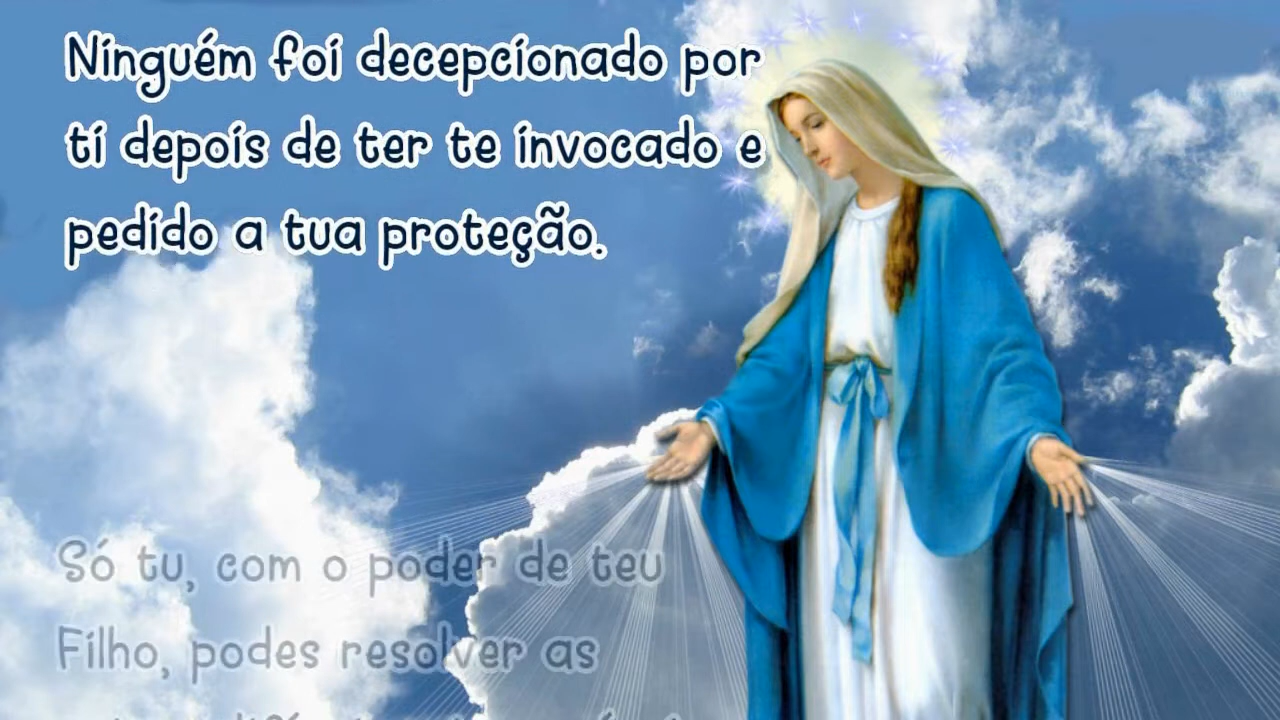 Ninguém foi decepcionado por
ti depois de ter te invocado e
pedido a tua proteção.
Só tu, com o poder de teu
Filho, podes resolver as